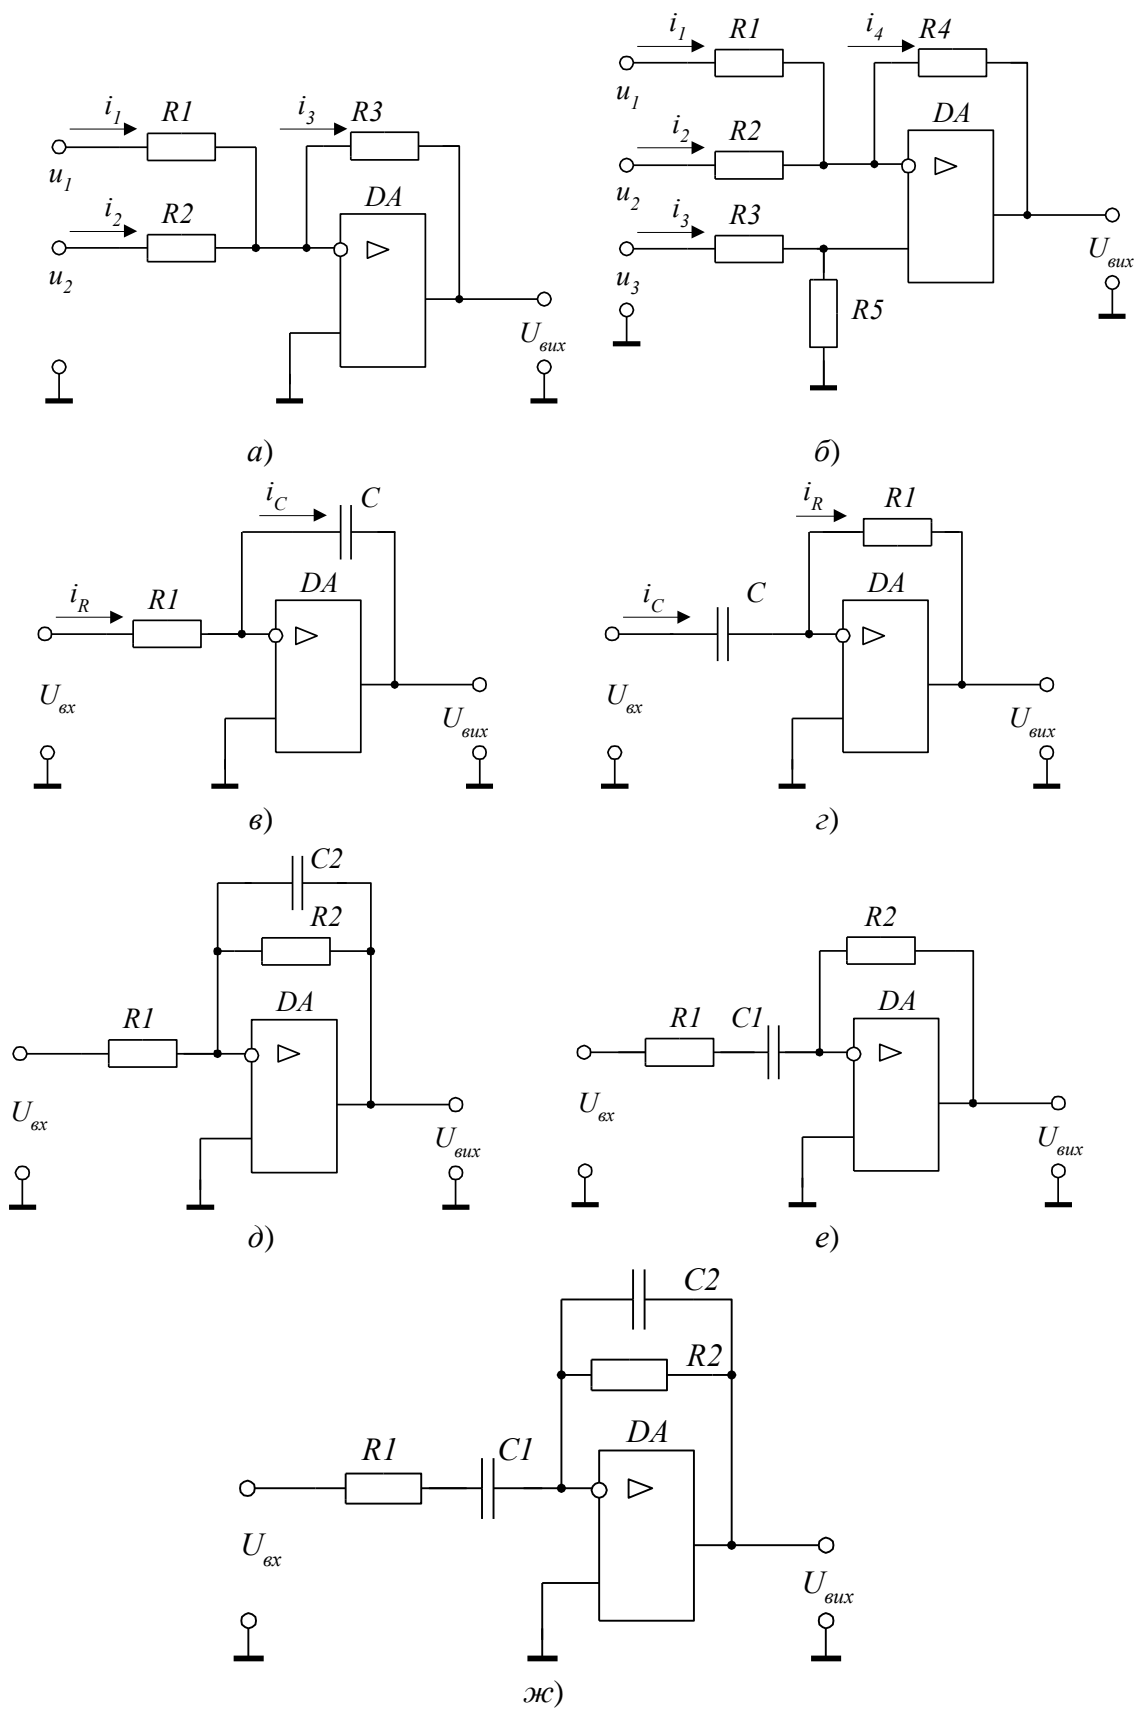 i1 R1
u1
i2 R2
u2
i3 R3
DA
Uвих
а)
i1 R1
u1
i2 R2
u2
i3 R3
u3
i4 R4
DA
R5
Uвих
б)
iC C
iR R1
DA
Uвх
Uвих
в)
iR R1
iC C
DA
Uвх
Uвих
г)
C2
R2
R1
DA
Uвх
Uвих
д)
R2
R1 C1
DA
Uвх
Uвих
е)
C2
R2
R1 C1
DA
Uвх
Uвих
ж)